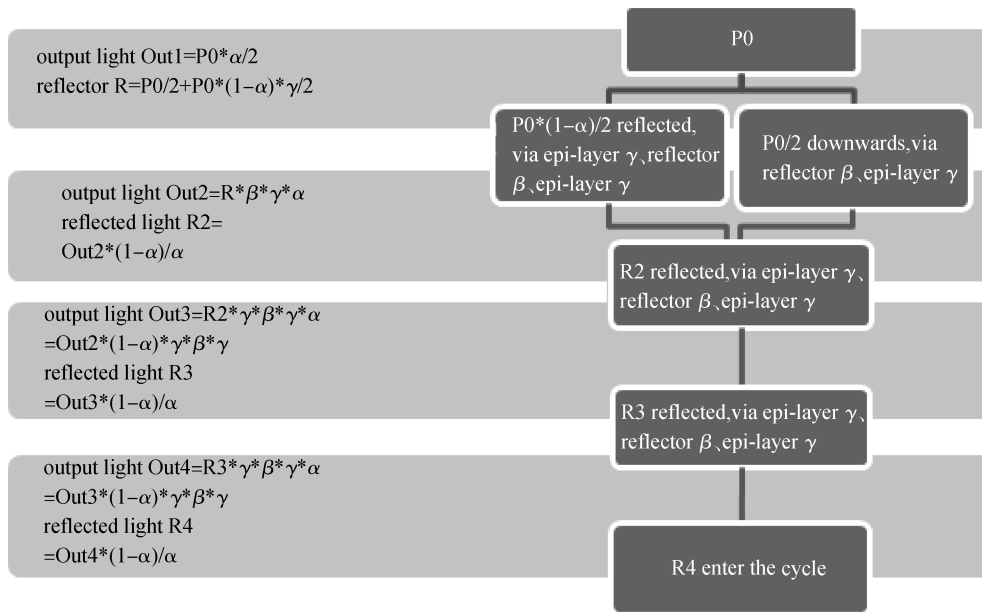 P0
output light Out1=P0*α/2
reflector R=P0/2+P0*(1−α)*γ/2
P0*(1−α)/2 reflected,
via epi-layer γ、reflector
β、epi-layer γ
P0/2 downwards,via
reflector β、epi-layer γ
output light Out2=R*β*γ*α
reflected light R2=
Out2*(1−α)/α
R2 reflected,via epi-layer γ、
reflector β、epi-layer γ
output light Out3=R2*γ*β*γ*α
=Out2*(1−α)*γ*β*γ
reflected light R3
=Out3*(1−α)/α
R3 reflected,via epi-layer γ、
reflector β、epi-layer γ
output light Out4=R3*γ*β*γ*α
=Out3*(1−α)*γ*β*γ
reflected light R4
=Out4*(1−α)/α
R4 enter the cycle